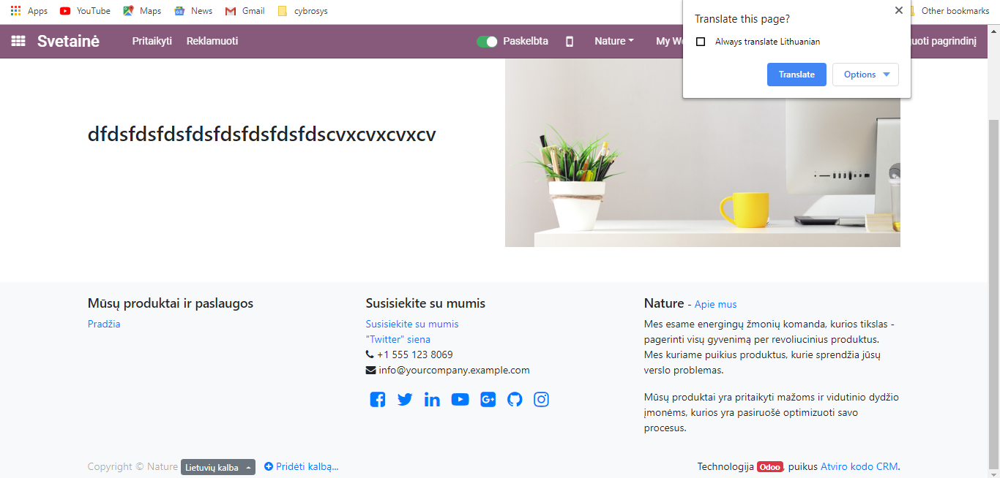 Apps YouTube Maps News Gmail cybrosys Other bookmarks
Translate this page?
Always translate Lithuanian
Translate Options
Svetainė Pritaikyti Reklamuoti Paskelbta Nature My pagrindinį
dfdsfdsfdsfdsfdsfdsfdsfdscvxcvxcvxcv
Mūsų produktai ir paslaugos
Pradžia
Susisiekite su mumis
Susisiekite su mumis
"Twitter" siena
+1 555 123 8069
info@yourcompany.example.com
Nature - Apie mus
Mes esame energingų žmonių komanda, kurios tikslas -
pagerinti visų gyvenimą per revoliucinius produktus.
Mes kuriame puikius produktus, kurie sprendžia jūsų
verslo problemas.
Mūsų produktai yra pritaikyti mažoms ir vidutinio dydžio
įmonėms, kurios yra pasiruošė optimizuoti savo
procesus.
Copyright © Nature Lietuvių kalba Pridėti kalbą...
Technologija Odoo, puikus Atviro kodo CRM.